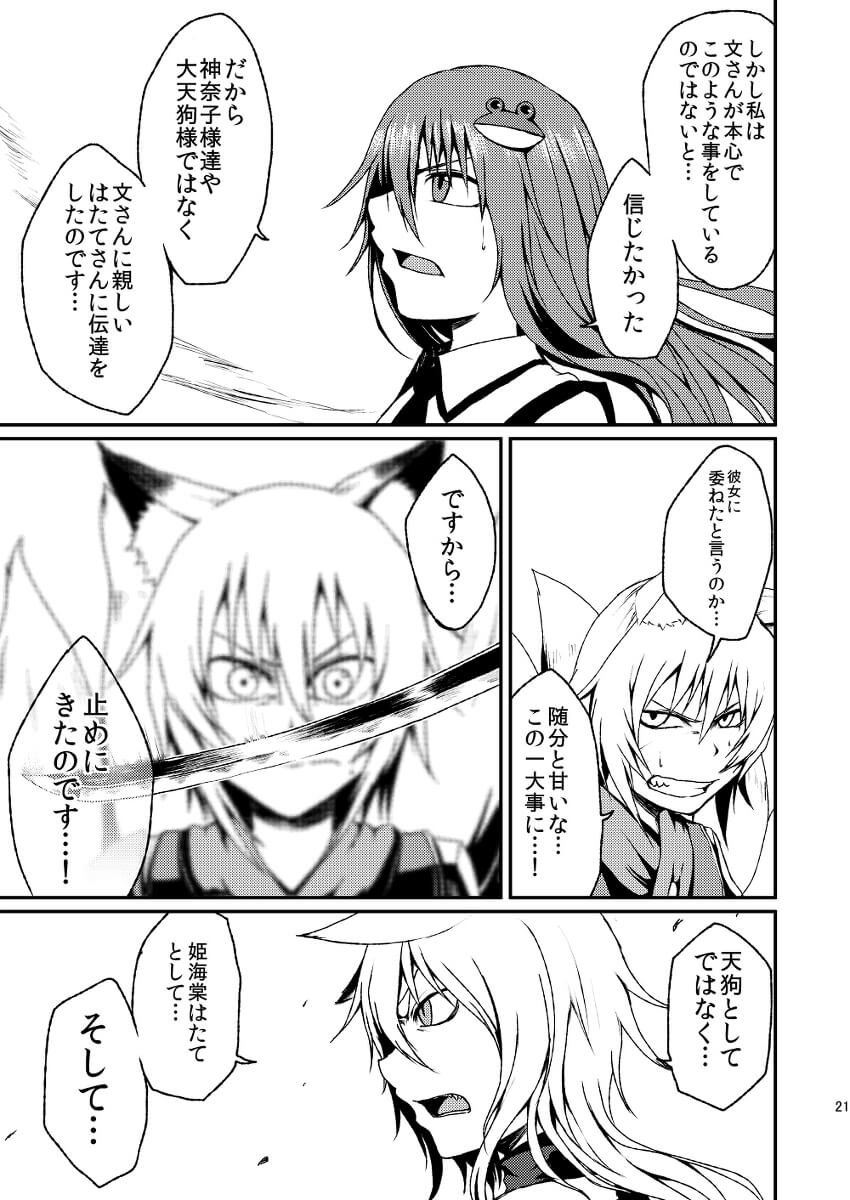 しかし私は
文さんが本心で
このような事をしている
のではないと…
信じたかった
だから
神奈子様達や
大天狗様ではなく
文さんに親しい
はたてさんに伝達を
したのです…
彼女に
委ねたと言うのか…
随分と甘いな…
この一大事に…！
ですから…
止めに
きたのです…！
天狗として
ではなく…
姫海棠はたて
として…
そして…
21